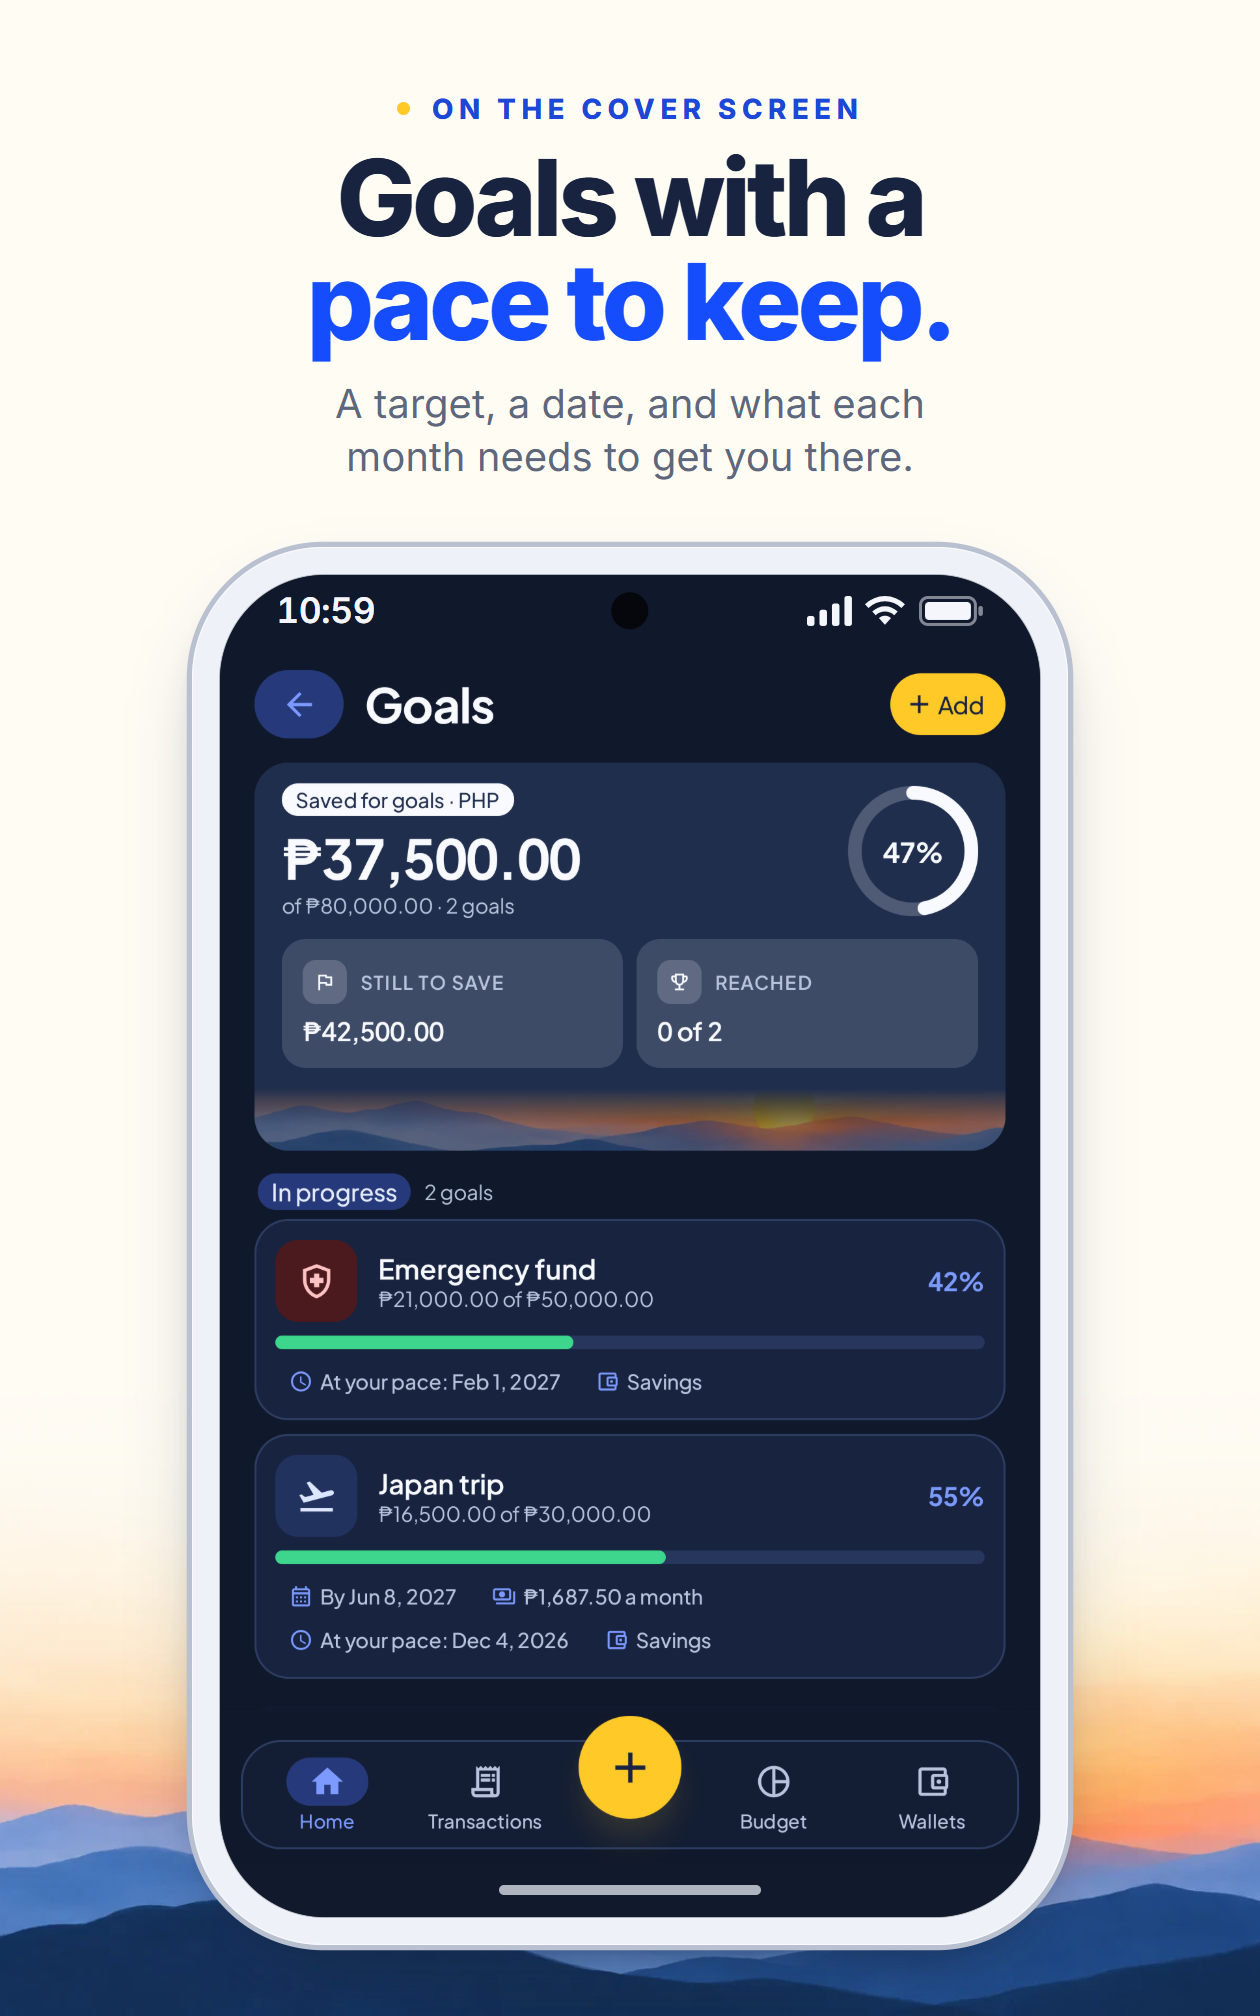 ON THE COVER SCREEN
Goals with a
pace to keep.
A target, a date, and what each
month needs to get you there.
10:59
Goals
+ Add
Saved for goals · PHP
₱37,500.00
of ₱80,000.00 · 2 goals
47%
STILL TO SAVE
₱42,500.00
REACHED
0 of 2
In progress
2 goals
Emergency fund
₱21,000.00 of ₱50,000.00
42%
At your pace: Feb 1, 2027
Savings
Japan trip
₱16,500.00 of ₱30,000.00
55%
By Jun 8, 2027
₱1,687.50 a month
At your pace: Dec 4, 2026
Savings
Home
Transactions
Budget
Wallets